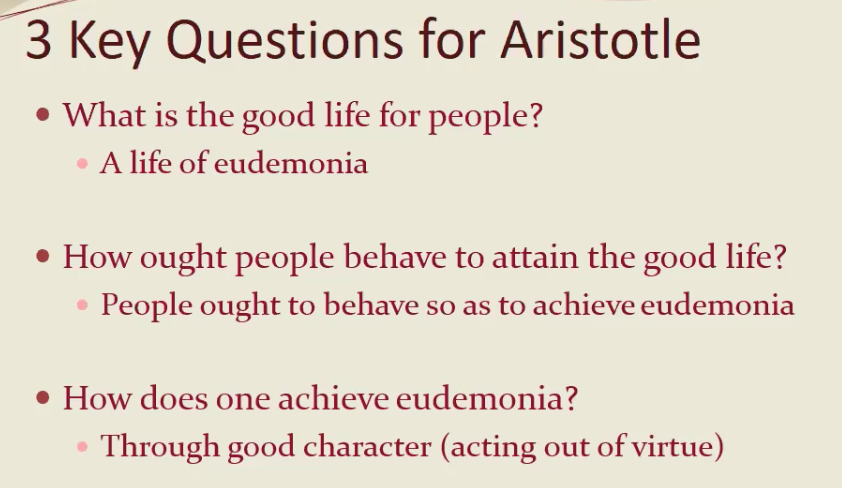 3 Key Questions for Aristotle
• What is the good life for people?
• A life of eudemonia
• How ought people behave to attain the good life?
• People ought to behave so as to achieve eudemonia
• How does one achieve eudemonia?
• Through good character (acting out of virtue)